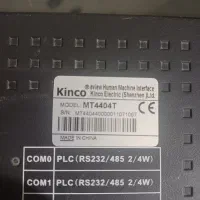 Kinco
eview Human Machine Interface
Kinco Electric (Shenzhen) Ltd.
MODEL: MT4404T
S/N:
MADE IN CHINA
COM0 PLC (RS232/485 2/4W)
COM1 PLC (RS232/485 2/4W)